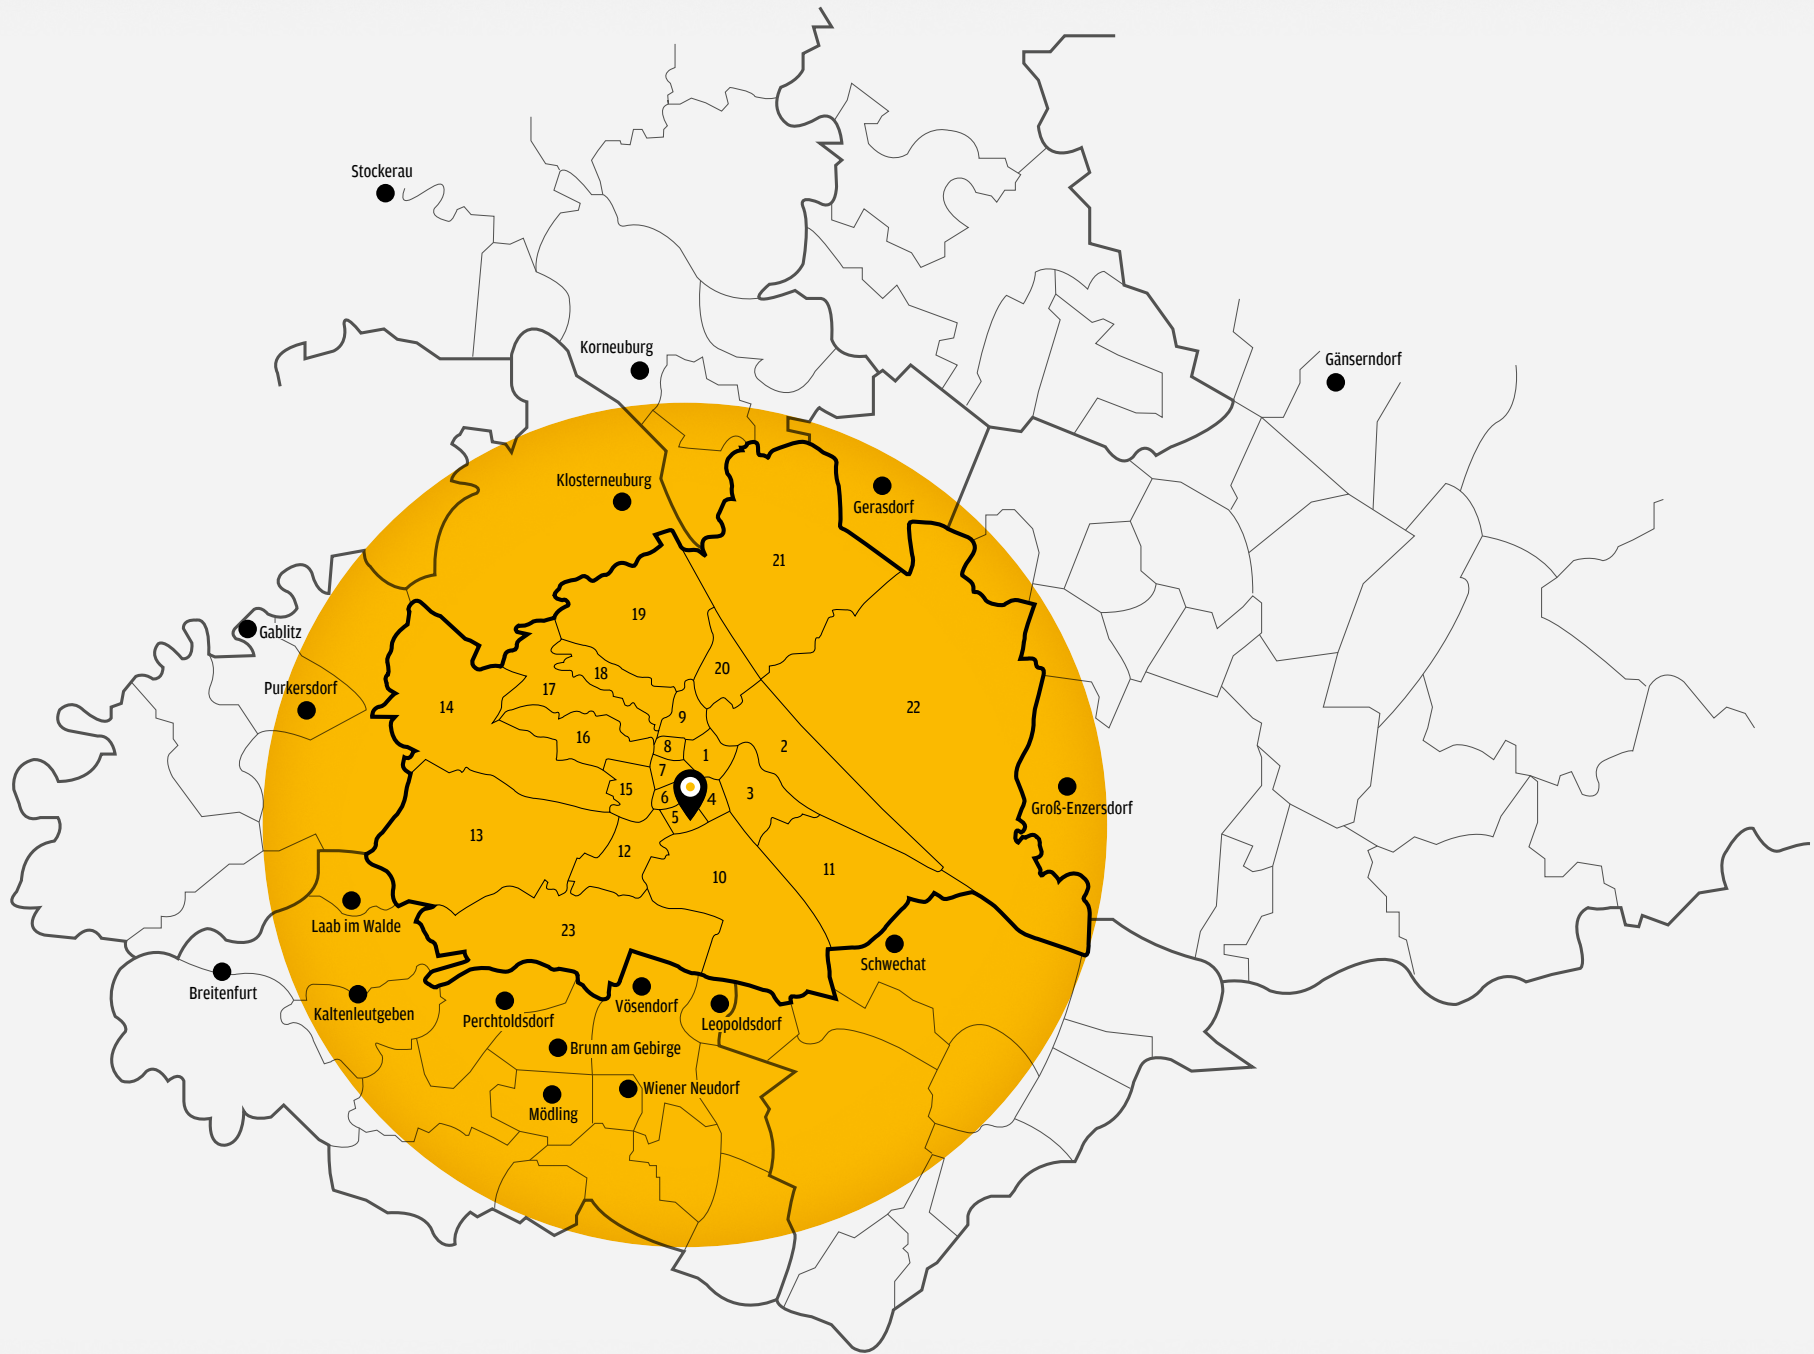 Stockerau
Korneuburg
Gänserndorf
Klosterneuburg
Gerasdorf
21
19
Gablitz
20
18
Purkersdorf
17
14
22
9
16
8
1
2
7
15
6
4
3
Groß-Enzersdorf
5
13
12
11
10
Laab im Walde
23
Schwechat
Breitenfurt
Kaltenleutgeben
Vösendorf
Perchtoldsdorf
Leopoldsdorf
Brunn am Gebirge
Wiener Neudorf
Mödling